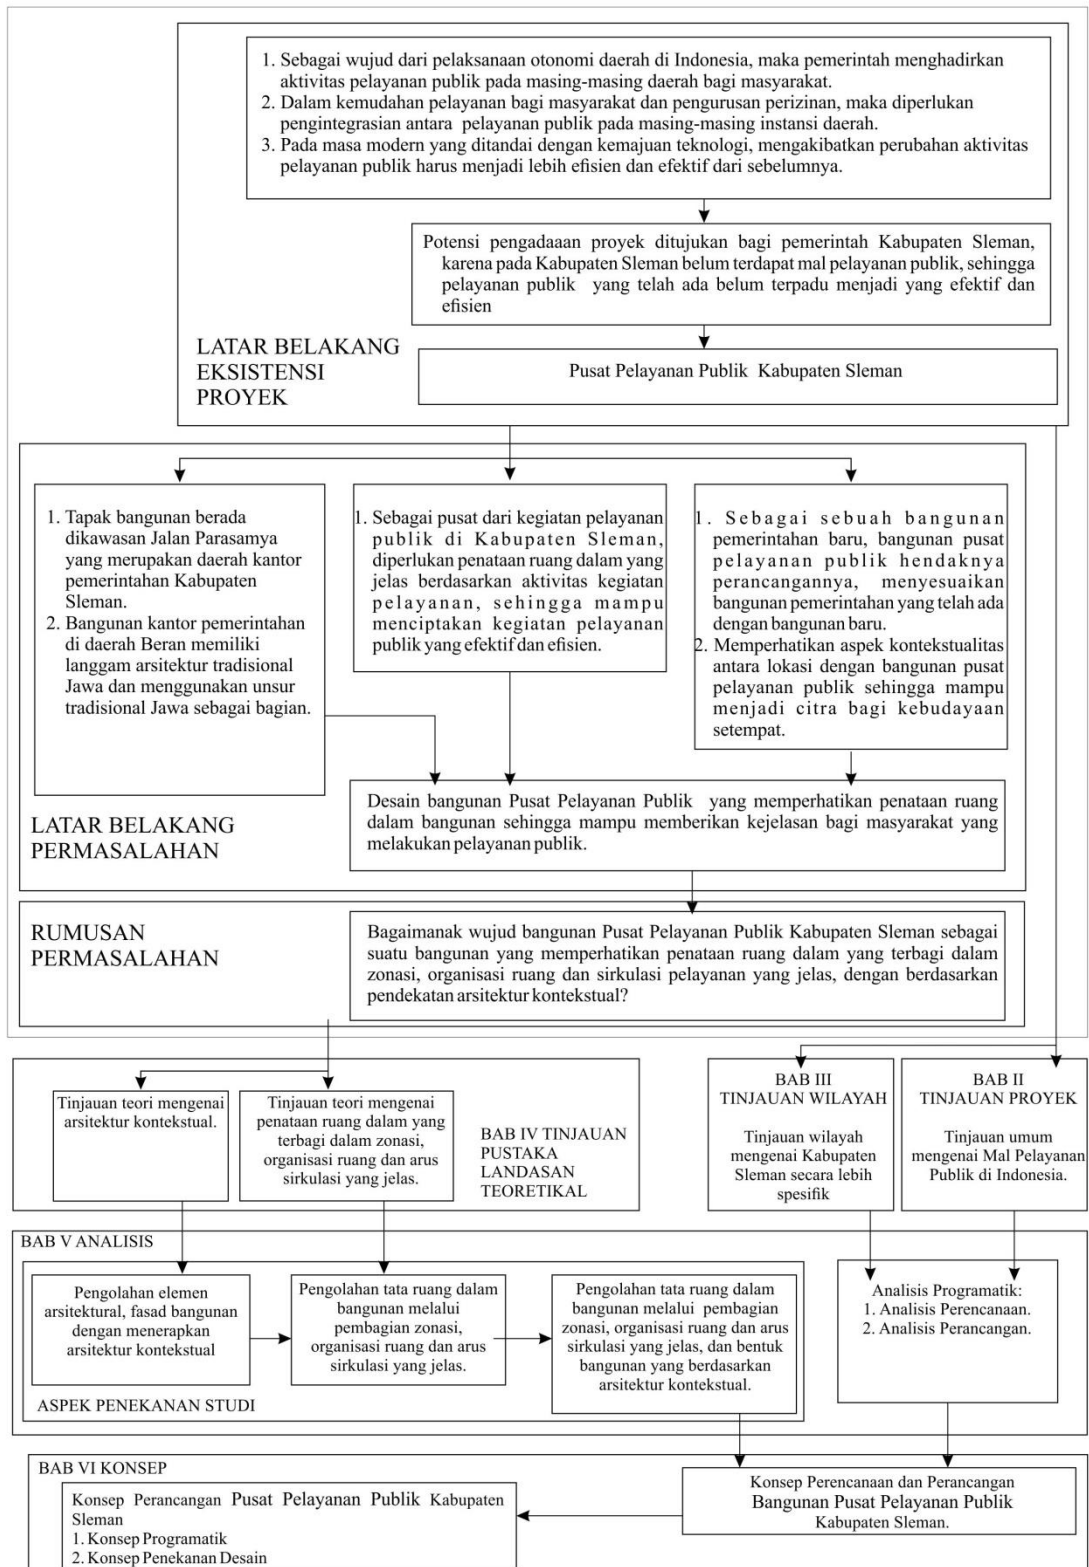 1. Sebagai wujud dari pelaksanaan otonomi daerah di Indonesia, maka pemerintah menghadirkan
aktivitas pelayanan publik pada masing-masing daerah bagi masyarakat.
2. Dalam kemudahan pelayanan bagi masyarakat dan pengurusan perizinan, maka diperlukan
pengintegrasian antara pelayanan publik pada masing-masing instansi daerah.
3. Pada masa modern yang ditandai dengan kemajuan teknologi, mengakibatkan perubahan aktivitas
pelayanan publik harus menjadi lebih efisien dan efektif dari sebelumnya.
Potensi pengadaaan proyek ditujukan bagi pemerintah Kabupaten Sleman,
karena pada Kabupaten Sleman belum terdapat mal pelayanan publik, sehingga
pelayanan publik yang telah ada belum terpadu menjadi yang efektif dan
efisien
LATAR BELAKANG
EKSISTENSI
PROYEK
Pusat Pelayanan Publik Kabupaten Sleman
1. Tapak bangunan berada
dikawasan Jalan Parasamya
yang merupakan daerah kantor
pemerintahan Kabupaten
Sleman.
2. Bangunan kantor pemerintahan
di daerah Beran memiliki
langgam arsitektur tradisional
Jawa dan menggunakan unsur
tradisional Jawa sebagai bagian.
1. Sebagai pusat dari kegiatan pelayanan
publik di Kabupaten Sleman,
diperlukan penataan ruang dalam yang
jelas berdasarkan aktivitas kegiatan
pelayanan, sehingga mampu
menciptakan kegiatan pelayanan
publik yang efektif dan efisien.
1. Sebagai sebuah bangunan
pemerintahan baru, bangunan pusat
pelayanan publik hendaknya
perancangannya, menyesuaikan
bangunan pemerintahan yang telah ada
dengan bangunan baru.
2. Memperhatikan aspek kontekstualitas
antara lokasi dengan bangunan pusat
pelayanan publik sehingga mampu
menjadi citra bagi kebudayaan
setempat.
LATAR BELAKANG
PERMASALAHAN
Desain bangunan Pusat Pelayanan Publik yang memperhatikan penataan ruang
dalam bangunan sehingga mampu memberikan kejelasan bagi masyarakat yang
melakukan pelayanan publik.
RUMUSAN
PERMASALAHAN
Bagaimanak wujud bangunan Pusat Pelayanan Publik Kabupaten Sleman sebagai
suatu bangunan yang memperhatikan penataan ruang dalam yang terbagi dalam
zonasi, organisasi ruang dan sirkulasi pelayanan yang jelas, dengan berdasarkan
pendekatan arsitektur kontekstual?
Tinjauan teori mengenai
arsitektur kontekstual.
Tinjauan teori mengenai
penataan ruang dalam yang
terbagi dalam zonasi,
organisasi ruang dan arus
sirkulasi yang jelas.
BAB IV TINJAUAN
PUSTAKA
LANDASAN
TEORETIKAL
BAB III
TINJAUAN WILAYAH
Tinjauan wilayah
mengenai Kabupaten
Sleman secara lebih
spesifik
BAB II
TINJAUAN PROYEK
Tinjauan umum
mengenai Mal Pelayanan
Publik di Indonesia.
BAB V ANALISIS
Pengolahan elemen
arsitektural, fasad bangunan
dengan menerapkan
arsitektur kontekstual
Pengolahan tata ruang dalam
bangunan melalui
pembagian zonasi,
organisasi ruang dan arus
sirkulasi yang jelas.
Pengolahan tata ruang dalam
bangunan melalui pembagian
zonasi, organisasi ruang dan arus
sirkulasi yang jelas, dan bentuk
bangunan yang berdasarkan
arsitektur kontekstual.
ASPEK PENEKANAN STUDI
Analisis Programatik:
1. Analisis Perencanaan.
2. Analisis Perancangan.
BAB VI KONSEP
Konsep Perancangan Pusat Pelayanan Publik Kabupaten
Sleman
1. Konsep Programatik
2. Konsep Penekanan Desain
Konsep Perencanaan dan Perancangan
Bangunan Pusat Pelayanan Publik
Kabupaten Sleman.